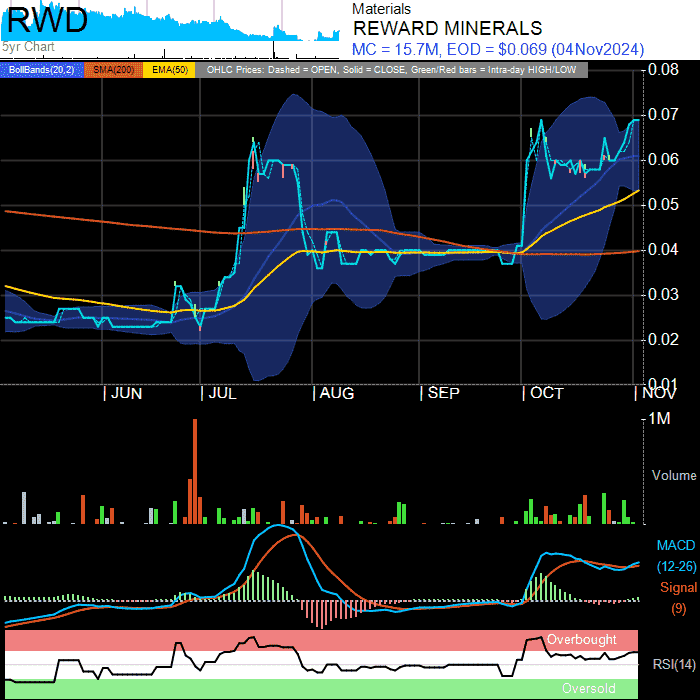 RWD
5yr Chart
Materials
REWARD MINERALS
MC = 15.7M, EOD = $0.069 (04Nov2024)
BollBands(20,2) SMA(200) EMA(50) OHLC Prices: Dashed = OPEN, Solid = CLOSE, Green/Red bars = Intra-day HIGH/LOW
0.08
0.07
0.06
0.05
0.04
0.03
0.02
0.01
JUN JUL AUG SEP OCT NOV
1M
Volume
MACD
(12-26)
Signal
(9)
Overbought
RSI(14)
Oversold